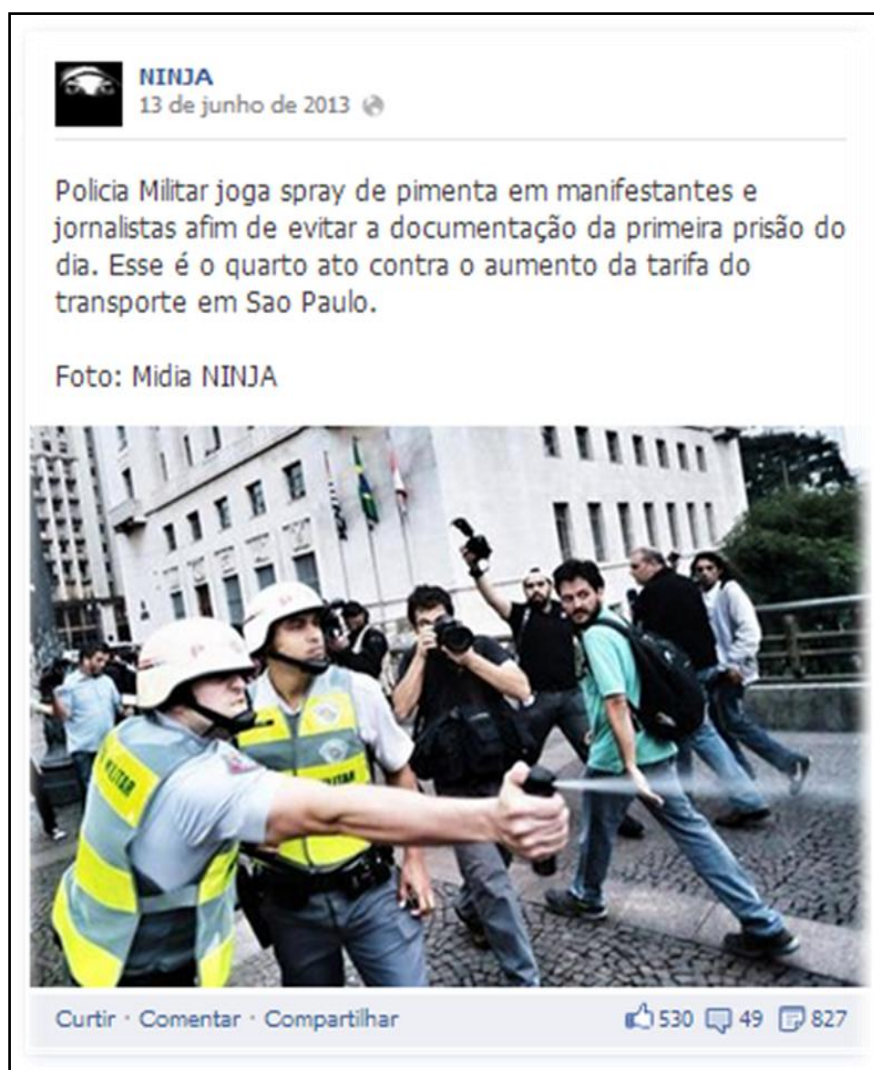 NINJA
13 de junho de 2013
Policia Militar joga spray de pimenta em manifestantes e
jornalistas afim de evitar a documentação da primeira prisão do
dia. Esse é o quarto ato contra o aumento da tarifa do
transporte em Sao Paulo.
Foto: Midia NINJA
MILITAR
MILITAR
Curtir · Comentar · Compartilhar 530 49 827